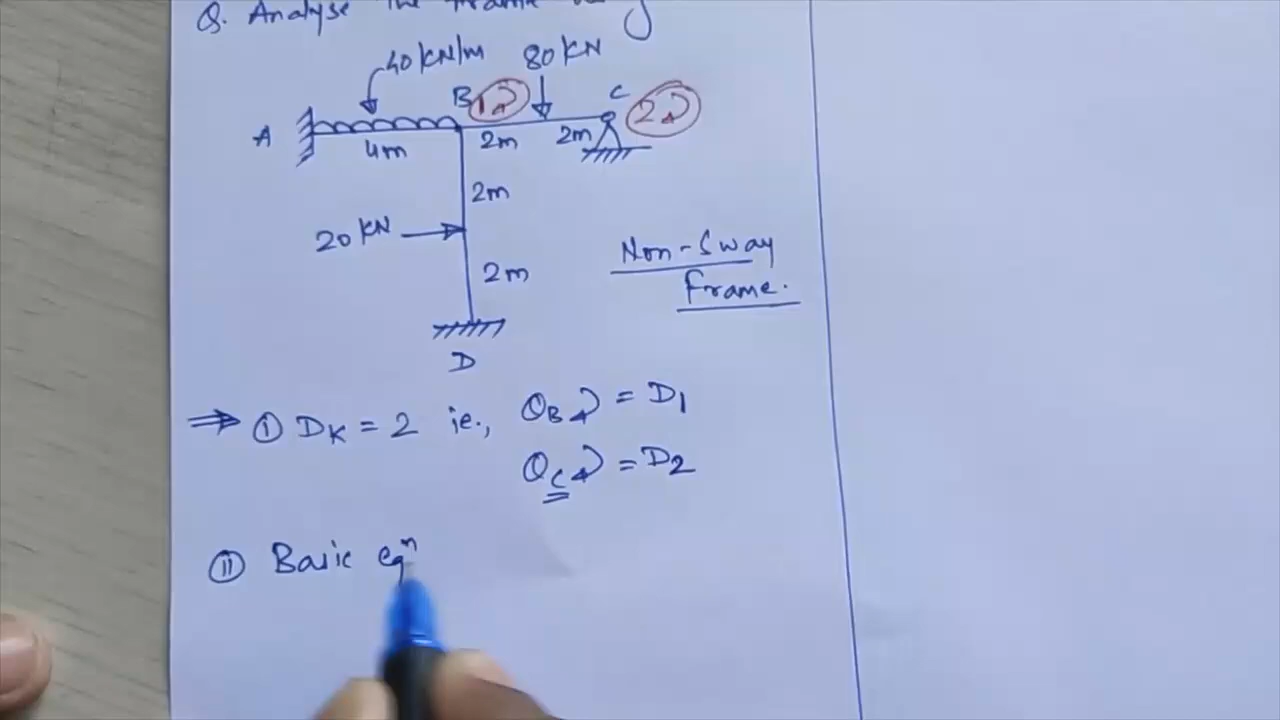 Q. Analyse the frame
40 KN/M 80 KN
A B 1 C 2
4m 2m 2m
2m
20 KN
2m
Non-Sway
Frame.
D
⇒ ① DK = 2 ie., θB = D1
θC = D2
② Basic eqn